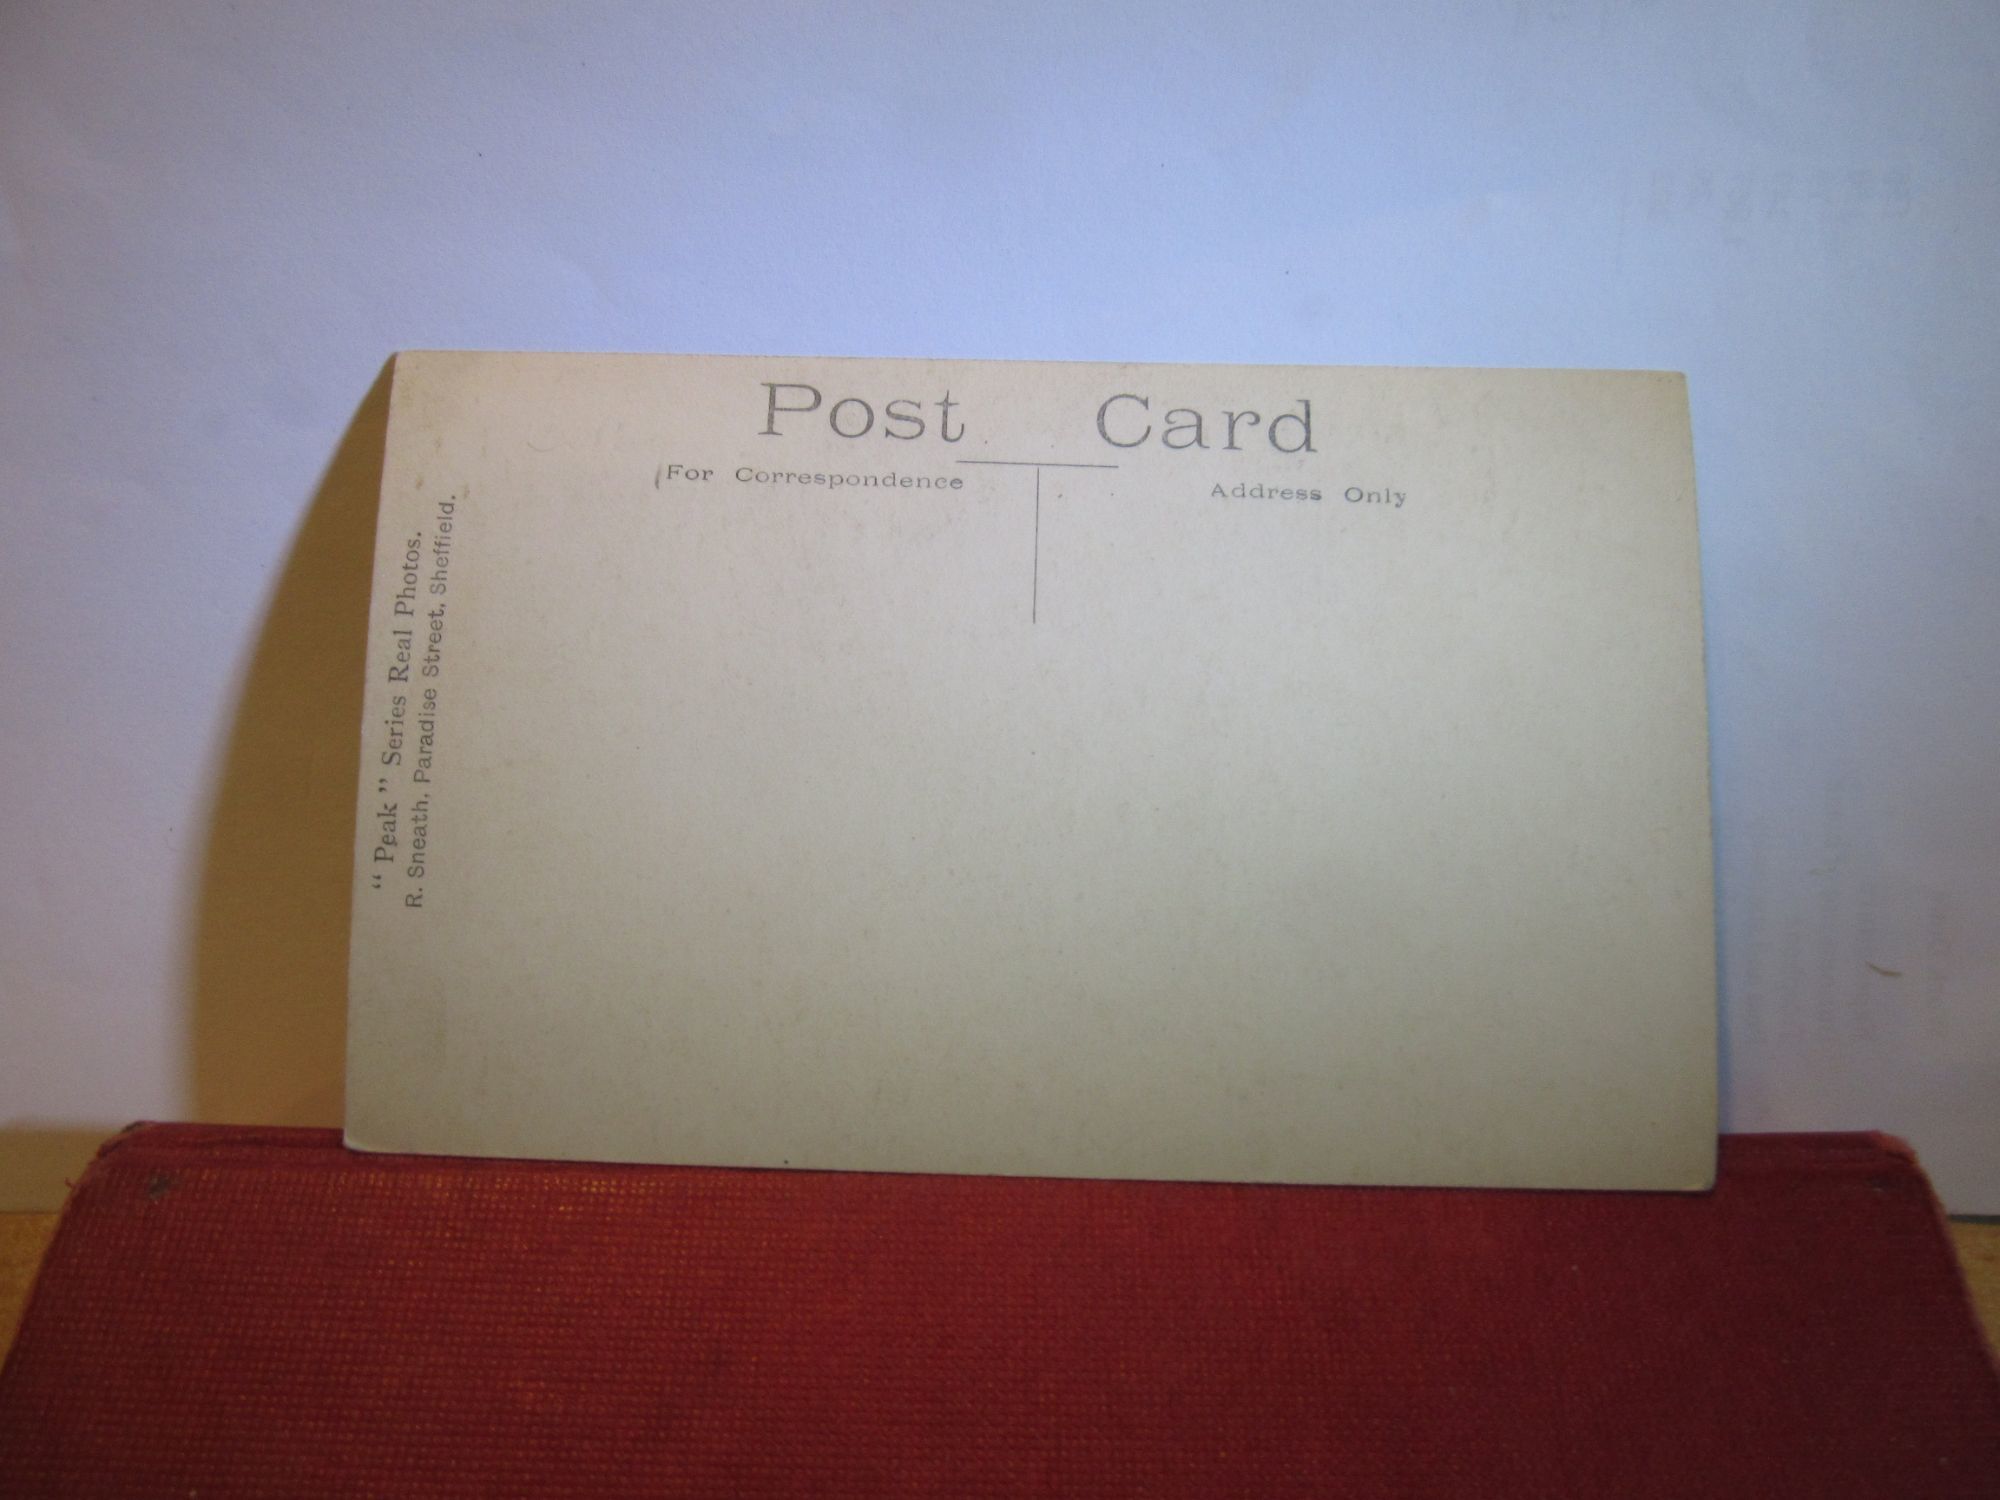 Post Card
For Correspondence
Address Only
“ Peak ” Series Real Photos.
R. Sneath, Paradise Street, Sheffield.